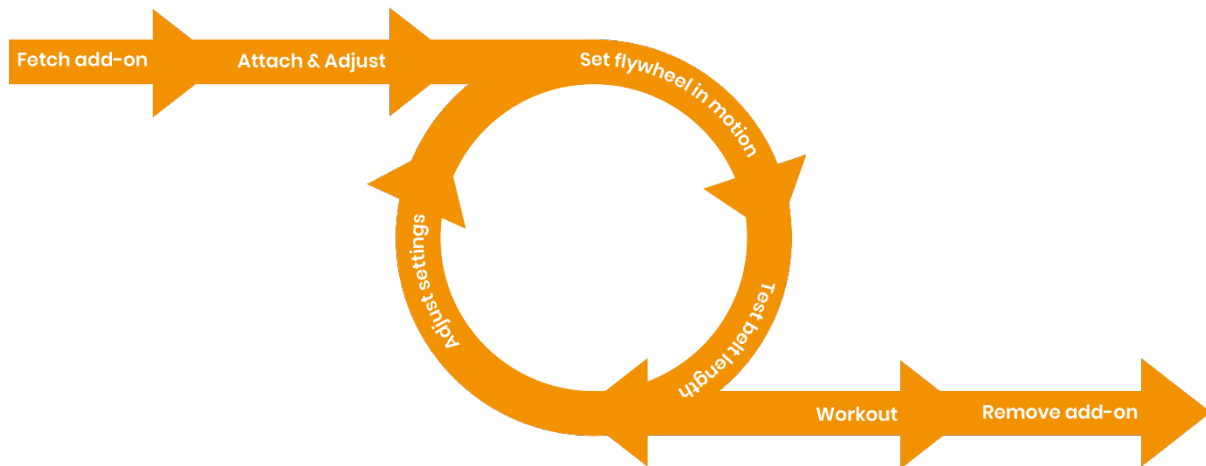 Fetch add-on
Attach & Adjust
Set flywheel in motion
Test belt length
Adjust settings
Workout
Remove add-on